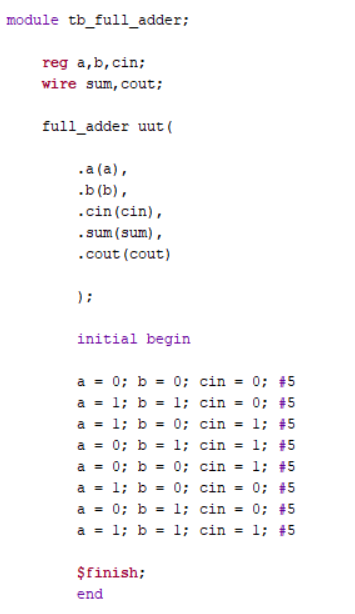 module tb_full_adder;
reg a,b,cin;
wire sum,cout;
full_adder uut(
.a(a),
.b(b),
.cin(cin),
.sum(sum),
.cout(cout)
);
initial begin
a = 0; b = 0; cin = 0; #5
a = 1; b = 1; cin = 0; #5
a = 1; b = 0; cin = 1; #5
a = 0; b = 1; cin = 1; #5
a = 0; b = 0; cin = 1; #5
a = 1; b = 0; cin = 0; #5
a = 0; b = 1; cin = 0; #5
a = 1; b = 1; cin = 1; #5
$finish;
end